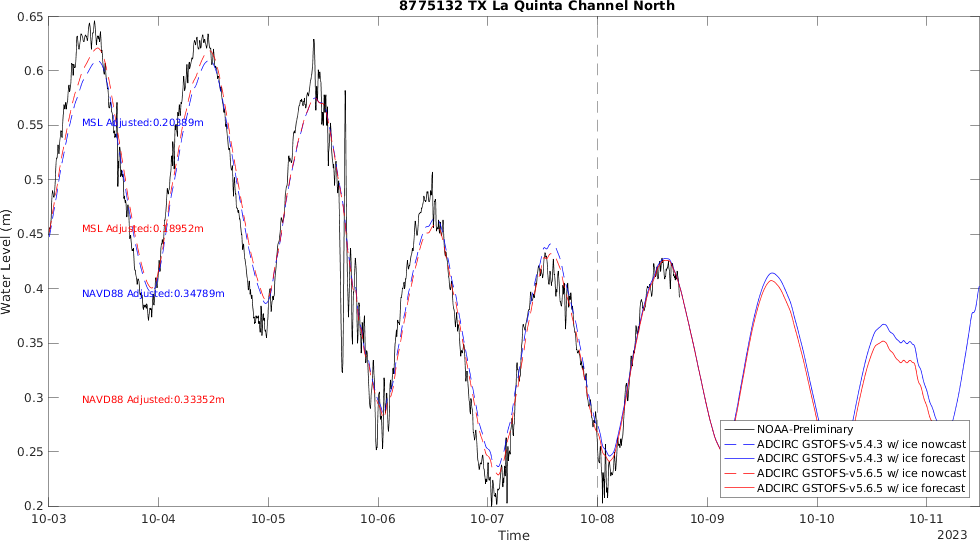 8775132 TX La Quinta Channel North
0.65
0.6
0.55
0.5
0.45
0.4
0.35
0.3
0.25
0.2
Water Level (m)
MSL Adjusted:0.20389m
MSL Adjusted:0.18952m
NAVD88 Adjusted:0.34789m
NAVD88 Adjusted:0.33352m
NOAA-Preliminary
ADCIRC GSTOFS-v5.4.3 w/ ice nowcast
ADCIRC GSTOFS-v5.4.3 w/ ice forecast
ADCIRC GSTOFS-v5.6.5 w/ ice nowcast
ADCIRC GSTOFS-v5.6.5 w/ ice forecast
10-03 10-04 10-05 10-06 10-07 10-08 10-09 10-10 10-11
Time 2023